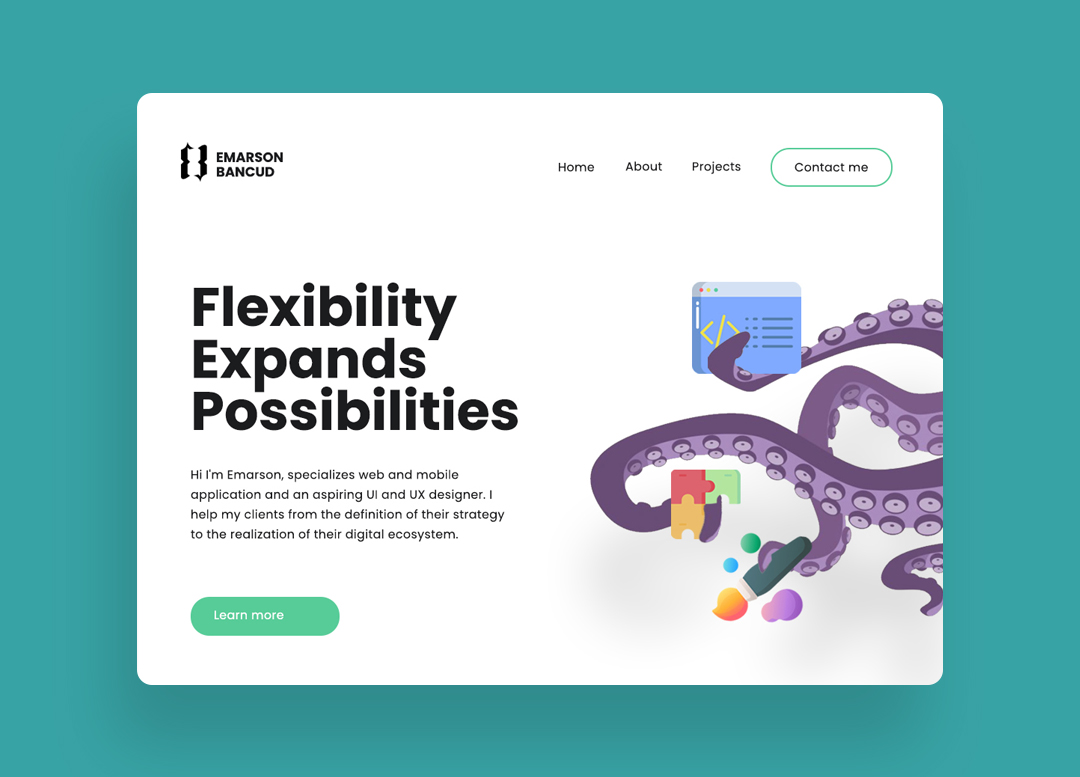 EMARSON
BANCUD
Home About Projects Contact me
Flexibility
Expands
Possibilities
Hi I'm Emarson, specializes web and mobile
application and an aspiring UI and UX designer. I
help my clients from the definition of their strategy
to the realization of their digital ecosystem.
Learn more